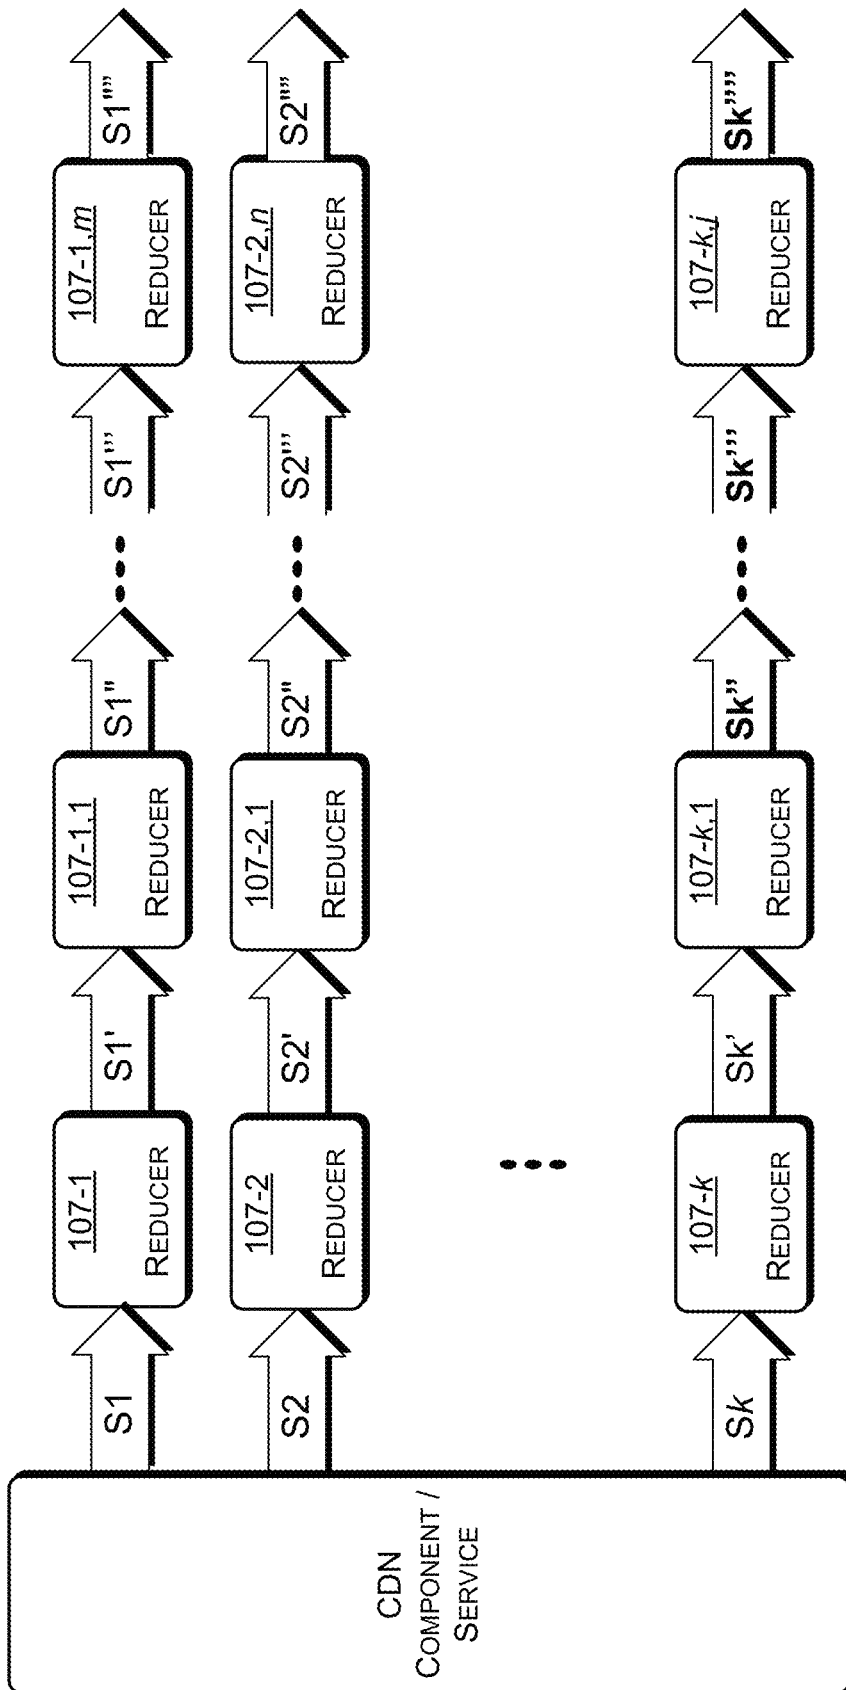 CDN
COMPONENT /
SERVICE
S1
107-1
REDUCER
S1'
107-1,1
REDUCER
S1"
S1'"
107-1,m
REDUCER
S1""
S2
107-2
REDUCER
S2'
107-2,1
REDUCER
S2"
S2'"
107-2,n
REDUCER
S2""
Sk
107-k
REDUCER
Sk'
107-k,1
REDUCER
Sk"
Sk'"
107-k,j
REDUCER
Sk""